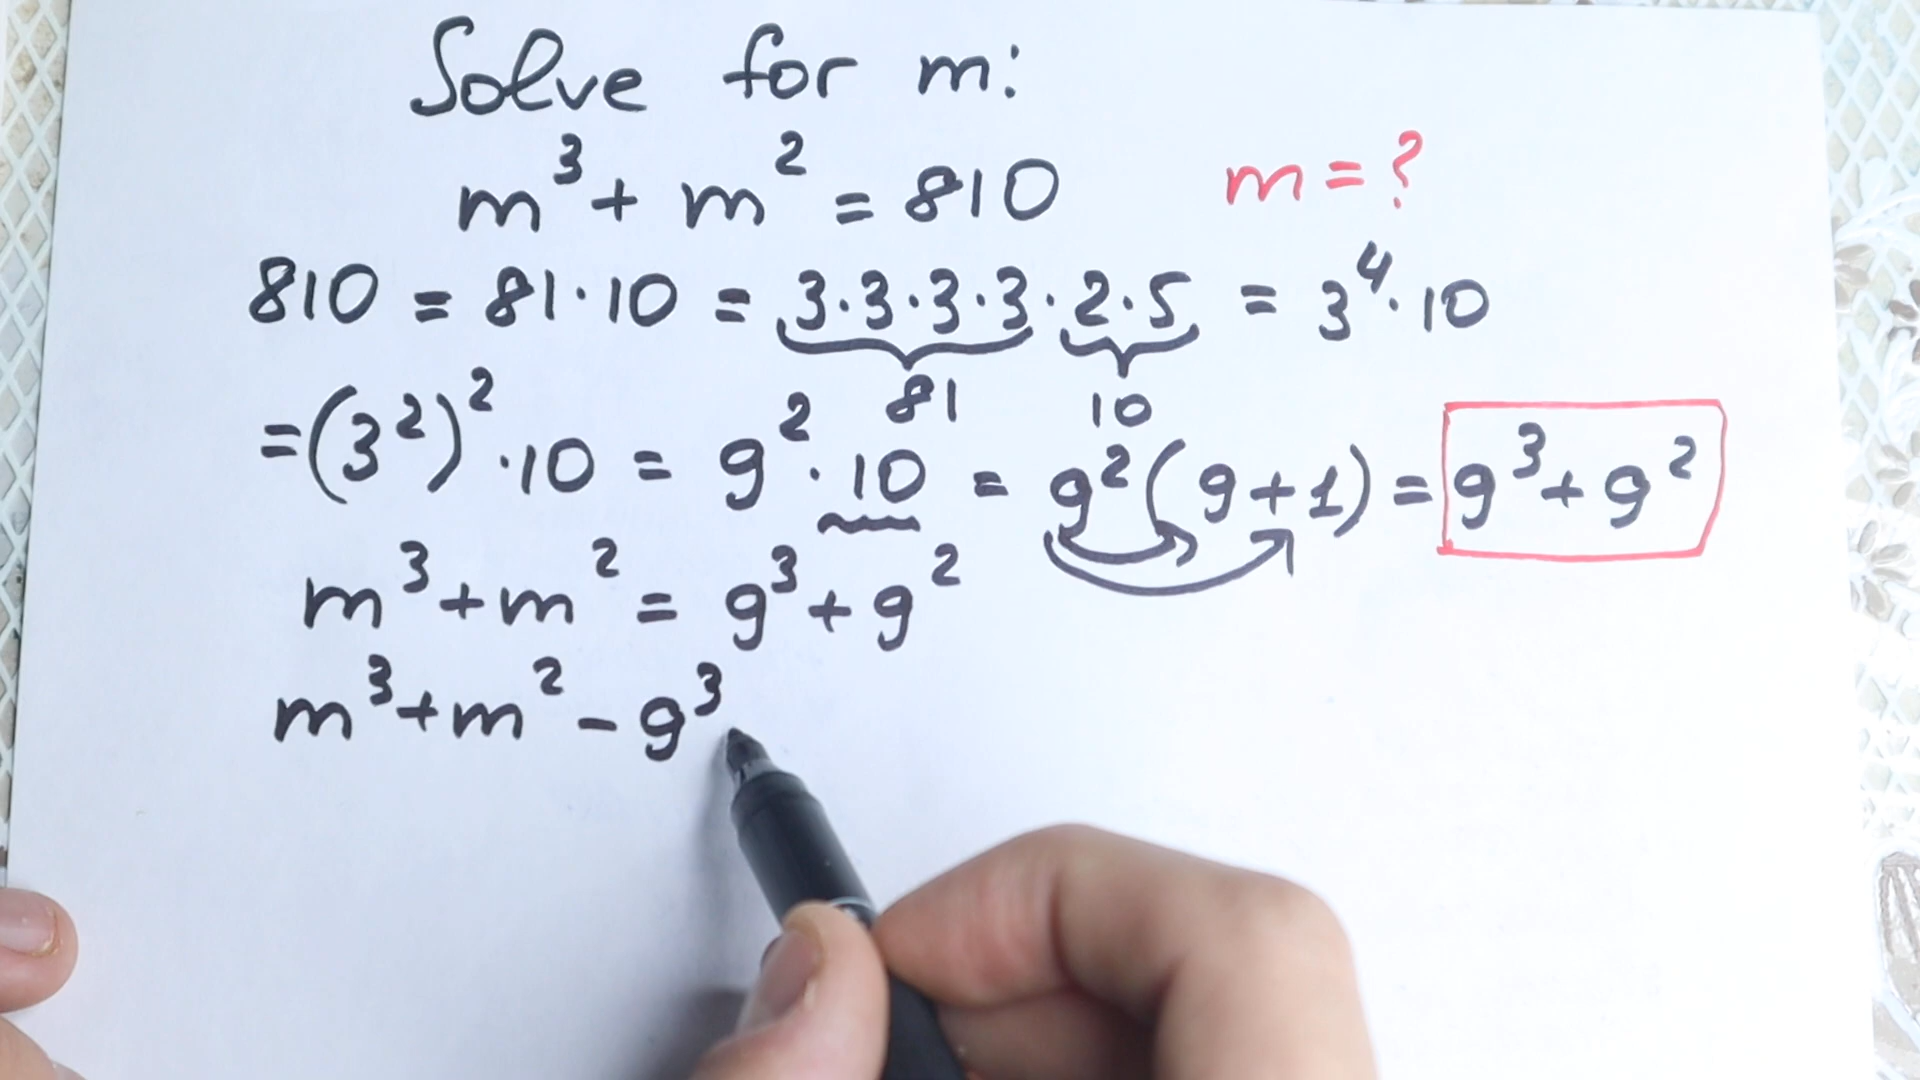 Solve for m:
m³ + m² = 810 m = ?
810 = 81 · 10 = 3 · 3 · 3 · 3 · 2 · 5 = 3⁴ · 10
81 10
= (3²)² · 10 = 9² · 10 = 9² (9 + 1) = 9³ + 9²
m³ + m² = 9³ + 9²
m³ + m² - 9³